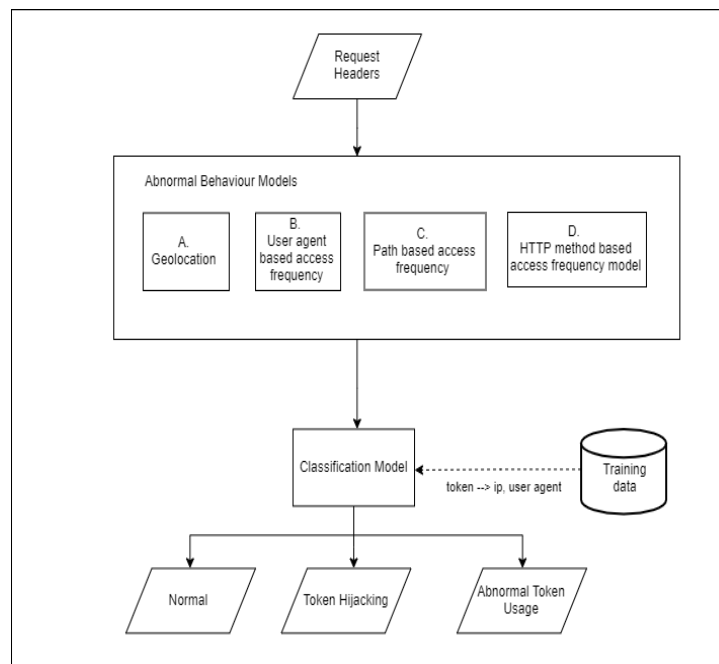 Request
Headers
Abnormal Behaviour Models
A.
Geolocation
B.
User agent
based access
frequency
C.
Path based access
frequency
D.
HTTP method based
access frequency model
Classification Model
Training
data
token --> ip, user agent
Normal
Token Hijacking
Abnormal Token
Usage